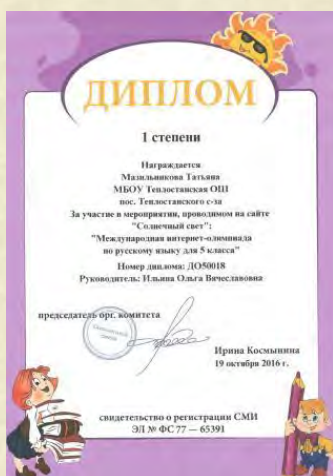 ДИПЛОМ
1 степени
Награждается
Мазильникова Татьяна
МБОУ Теплостанская ОШ
пос. Теплостанского с-за
За участие в мероприятии, проводимом на сайте
"Солнечный свет":
"Международная интернет-олимпиада
по русскому языку для 5 класса"
Номер диплома: ДО50018
Руководитель: Ильина Ольга Вячеславовна
председатель орг. комитета
Ирина Космынина
19 октября 2016 г.
свидетельство о регистрации СМИ
ЭЛ № ФС 77 — 65391